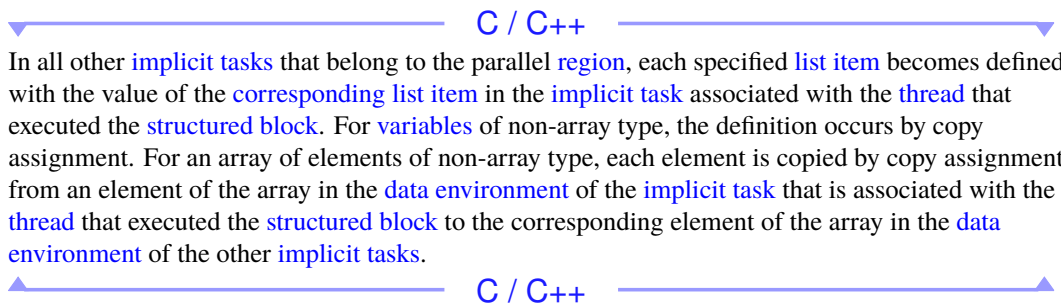 C / C++
In all other implicit tasks that belong to the parallel region, each specified list item becomes defined
with the value of the corresponding list item in the implicit task associated with the thread that
executed the structured block. For variables of non-array type, the definition occurs by copy
assignment. For an array of elements of non-array type, each element is copied by copy assignment
from an element of the array in the data environment of the implicit task that is associated with the
thread that executed the structured block to the corresponding element of the array in the data
environment of the other implicit tasks.
C / C++